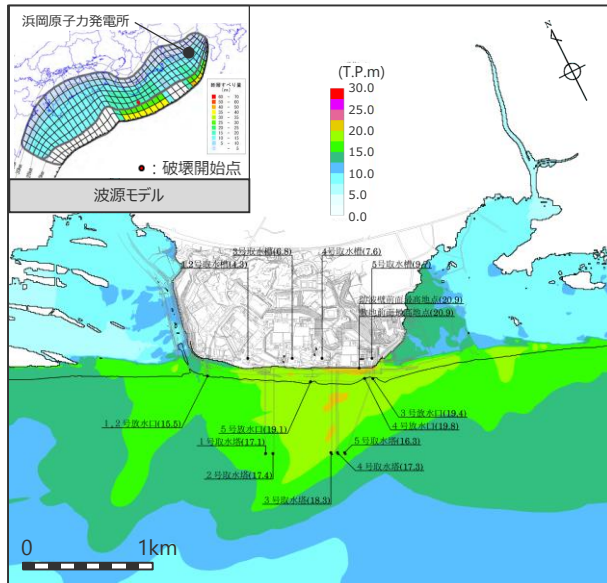 浜岡原子力発電所
断層すべり量
[m]
●:破壊開始点
波源モデル
N
(T.P.m)
30.0
25.0
20.0
15.0
10.0
5.0
0.0
3号取水槽(6.8)
4号取水槽(7.6)
1,2号取水槽(4.3)
防波壁前面最高地点(20.9)
敷地前面最高地点(20.9)
1,2号放水口(15.5)
5号放水口(19.1)
3号放水口(19.4)
4号放水口(19.8)
1号取水塔(17.1)
5号取水塔(16.3)
2号取水塔(17.4)
4号取水塔(17.3)
3号取水塔(18.3)
0 1km